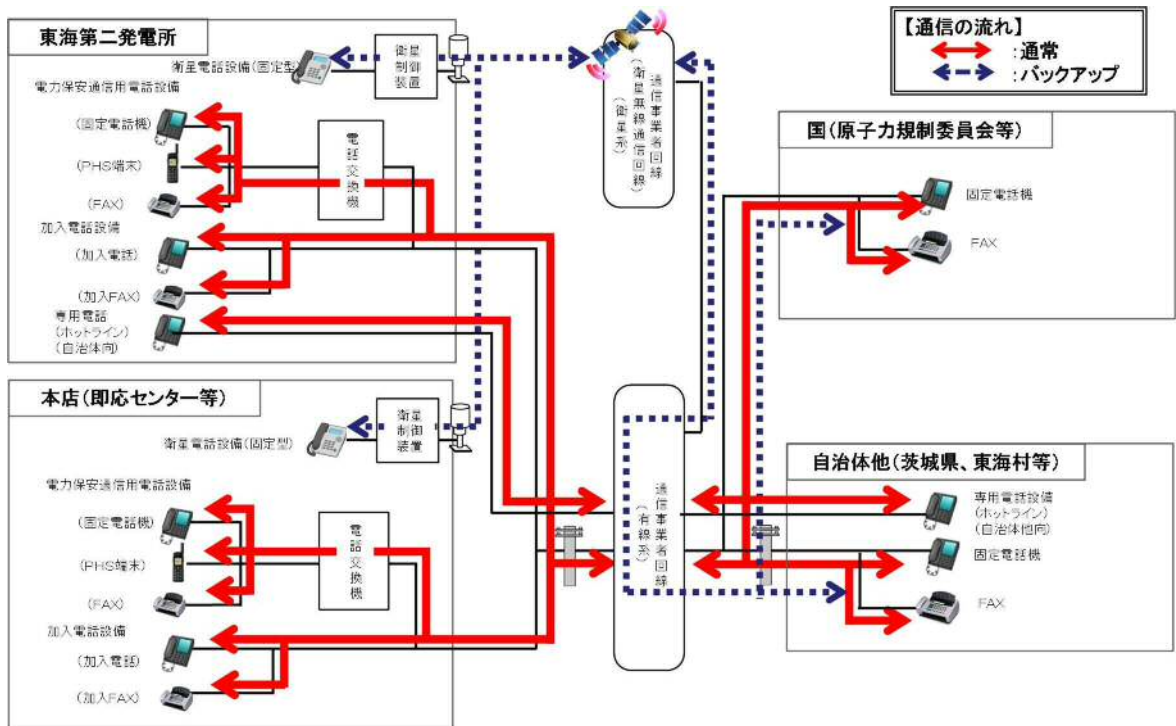 東海第二発電所
衛星電話設備(固定型)
衛星制御装置
電力保安通信用電話設備
(固定電話機)
(PHS端末)
(FAX)
電話交換機
加入電話設備
(加入電話)
(加入FAX)
専用電話
(ホットライン)
(自治体向)
本店(即応センター等)
衛星電話設備(固定型)
衛星制御装置
電力保安通信用電話設備
(固定電話機)
(PHS端末)
(FAX)
電話交換機
加入電話設備
(加入電話)
(加入FAX)
通信事業者回線
(衛星無線通信回線)
(衛星系)
通信事業者回線
(有線系)
【通信の流れ】
:通常
:バックアップ
国(原子力規制委員会等)
固定電話機
FAX
自治体他(茨城県、東海村等)
専用電話設備
(ホットライン)
(自治体他向)
固定電話機
FAX